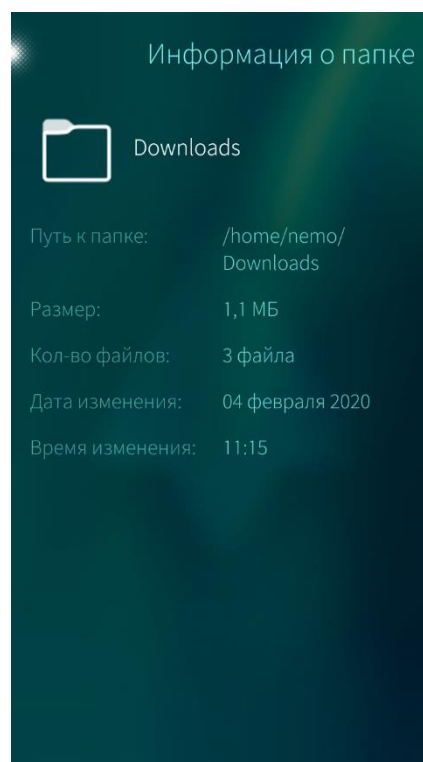 Информация о папке
Downloads
Путь к папке: /home/nemo/
Downloads
Размер: 1,1 МБ
Кол-во файлов: 3 файла
Дата изменения: 04 февраля 2020
Время изменения: 11:15